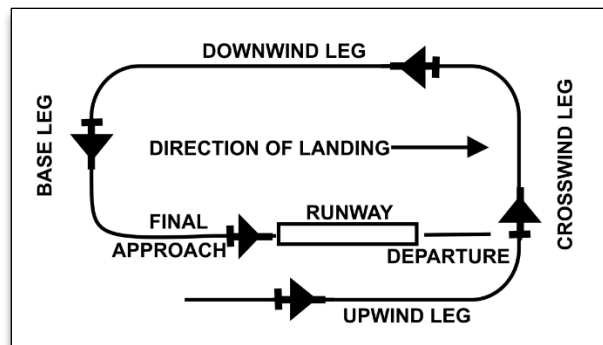 DOWNWIND LEG
BASE LEG
CROSSWIND LEG
DIRECTION OF LANDING
FINAL
APPROACH
RUNWAY
DEPARTURE
UPWIND LEG